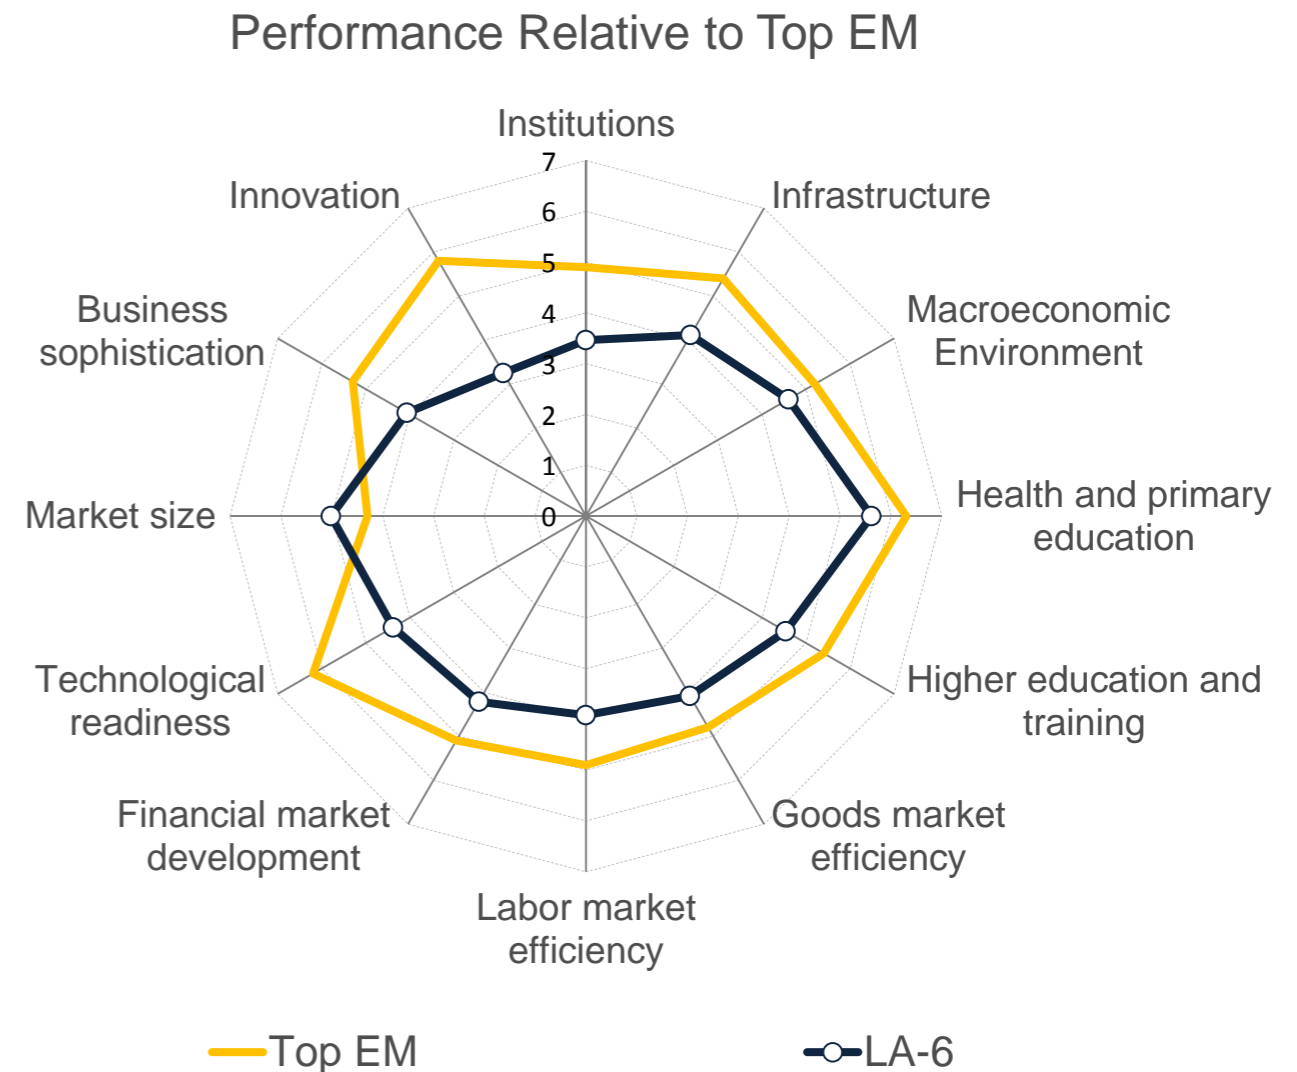 Performance Relative to Top EM
Institutions
Infrastructure
Macroeconomic
Environment
Health and primary
education
Higher education and
training
Goods market
efficiency
Labor market
efficiency
Financial market
development
Technological
readiness
Market size
Business
sophistication
Innovation
7
6
5
4
3
2
1
0
Top EM
LA-6